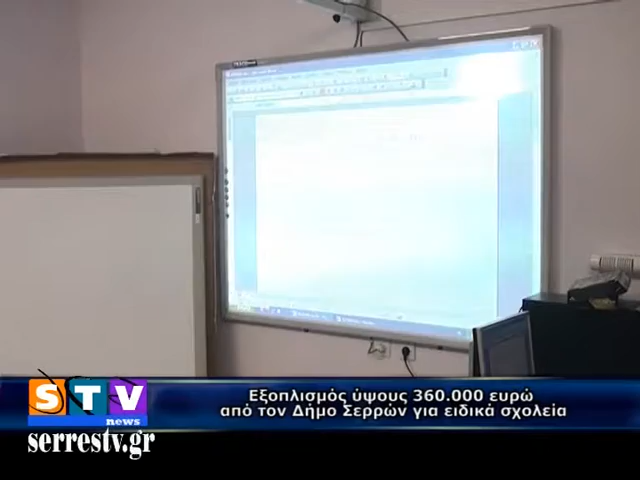 Εξοπλισμός ύψους 360.000 ευρώ
από τον Δήμο Σερρών για ειδικά σχολεία
STV
news
serrestv.gr